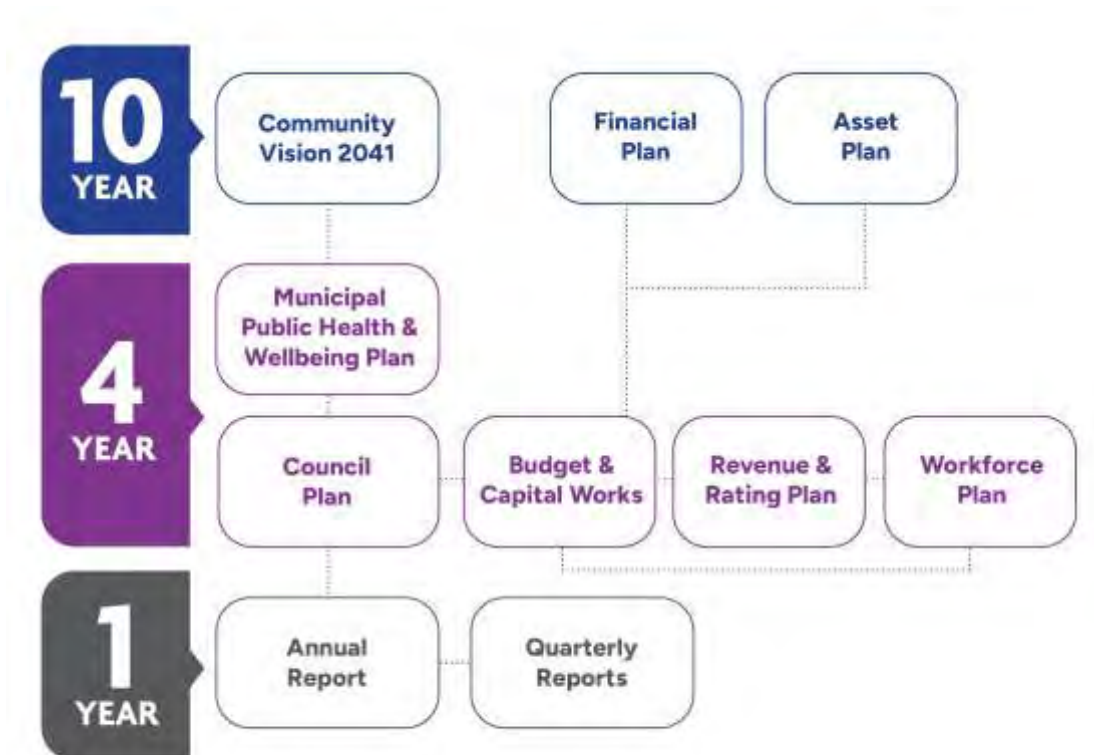 10
YEAR
Community
Vision 2041
Financial
Plan
Asset
Plan
4
YEAR
Municipal
Public Health &
Wellbeing Plan
Council
Plan
Budget &
Capital Works
Revenue &
Rating Plan
Workforce
Plan
1
YEAR
Annual
Report
Quarterly
Reports